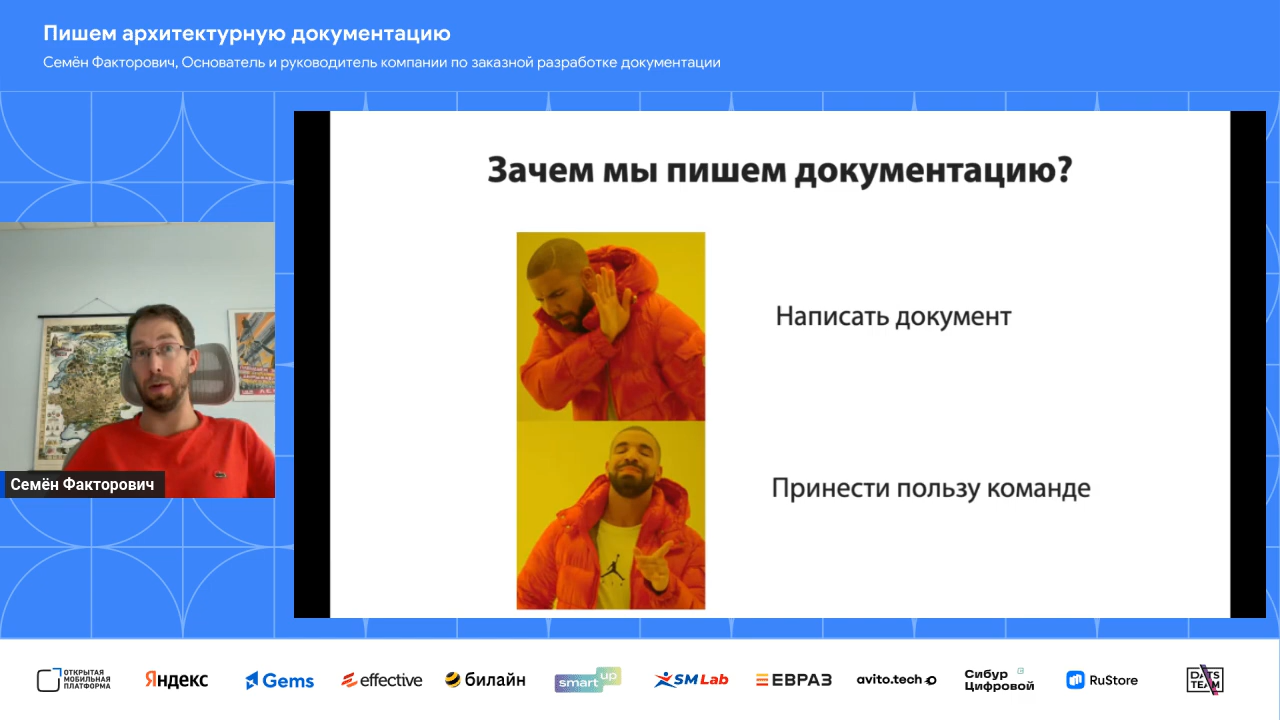 Пишем архитектурную документацию
Семён Факторович, Основатель и руководитель компании по заказной разработке документации
Зачем мы пишем документацию?
Написать документ
Принести пользу команде
Семён Факторович
ОТКРЫТАЯ
МОБИЛЬНАЯ
ПЛАТФОРМА
Яндекс
Gems
effective
билайн
smart up
SM Lab
ЕВРАЗ
avito.tech
Сибур
Цифровой
RuStore
DATS
TEAM